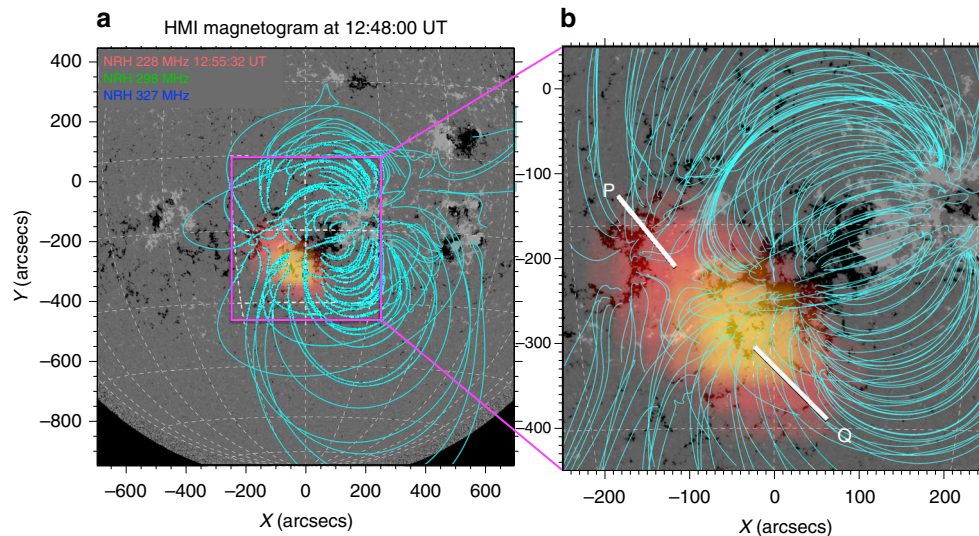 a
HMI magnetogram at 12:48:00 UT
b
NRH 228 MHz 12:55:32 UT
NRH 298 MHz
NRH 327 MHz
400
200
0
−200
−400
−600
−800
Y (arcsecs)
−600 −400 −200 0 200 400 600
X (arcsecs)
0
−100
−200
−300
−400
P
Q
−200 −100 0 100 200
X (arcsecs)